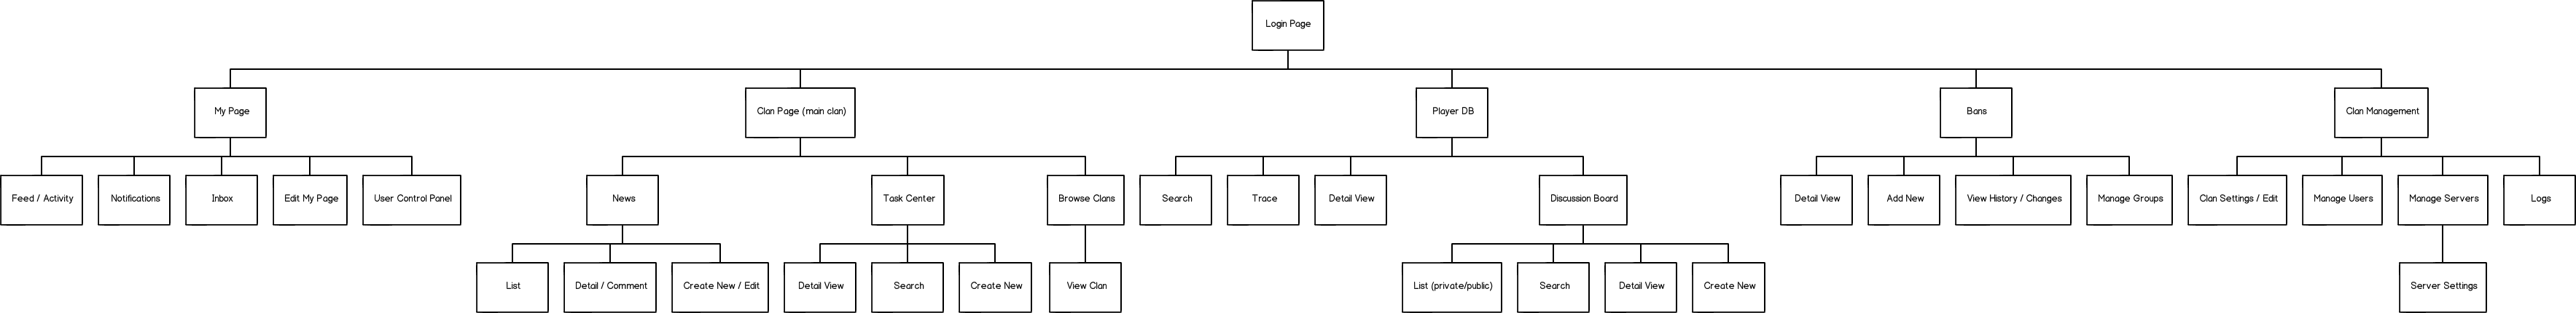 Login Page
My Page
Clan Page (main clan)
Player DB
Bans
Clan Management
Feed / Activity
Notifications
Inbox
Edit My Page
User Control Panel
News
Task Center
Browse Clans
Search
Trace
Detail View
Discussion Board
Detail View
Add New
View History / Changes
Manage Groups
Clan Settings / Edit
Manage Users
Manage Servers
Logs
List
Detail / Comment
Create New / Edit
Detail View
Search
Create New
View Clan
List (private/public)
Search
Detail View
Create New
Server Settings